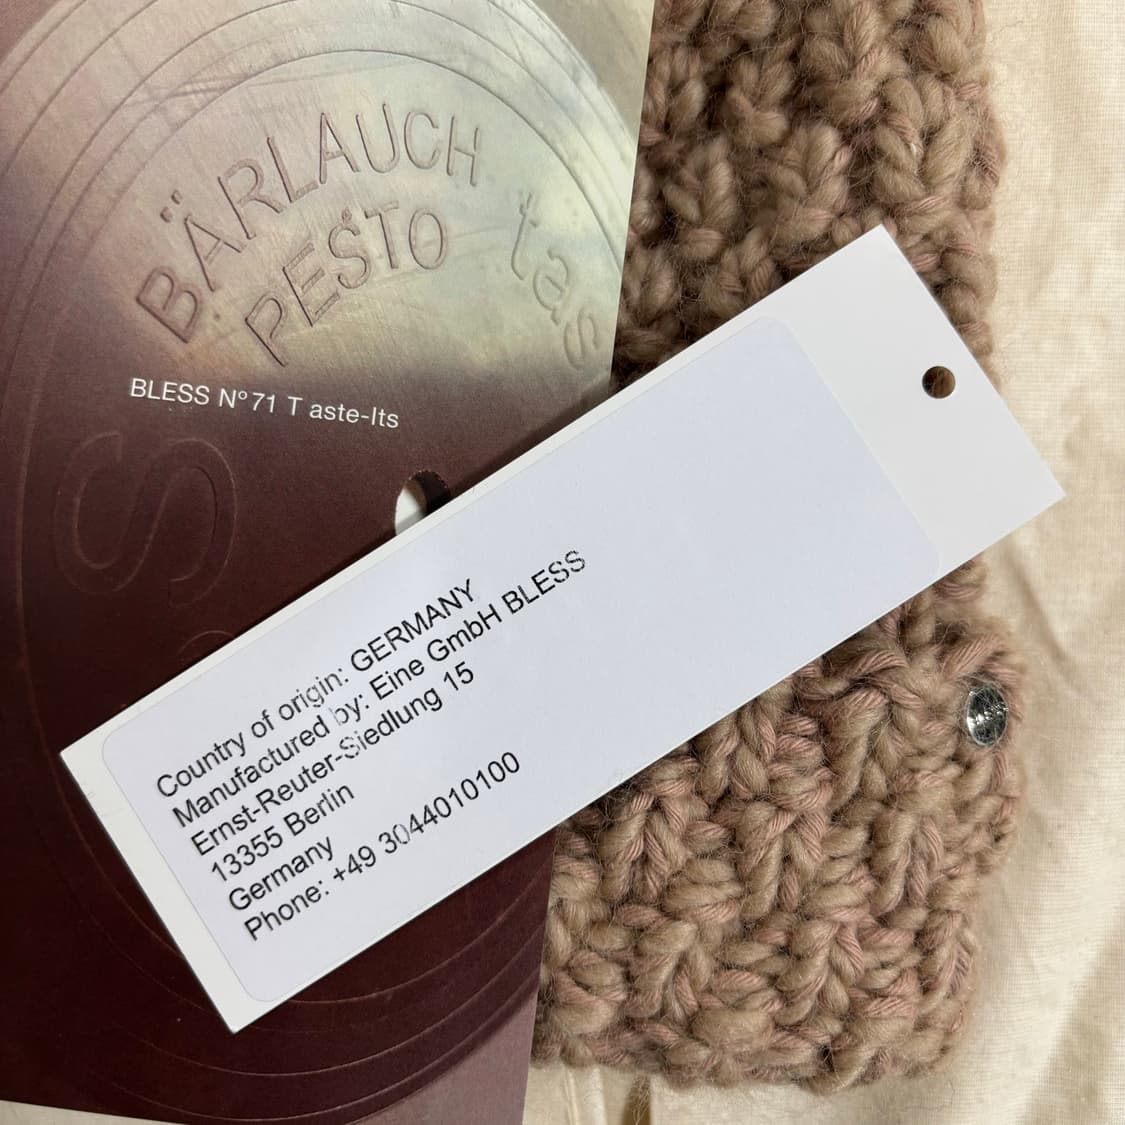 BÄRLAUCH
PESTO
tas
BLESS N° 71 T aste-Its
S
Country of origin: GERMANY
Manufactured by: Eine GmbH BLESS
Ernst-Reuter-Siedlung 15
13355 Berlin
Germany
Phone: +49 3044010100